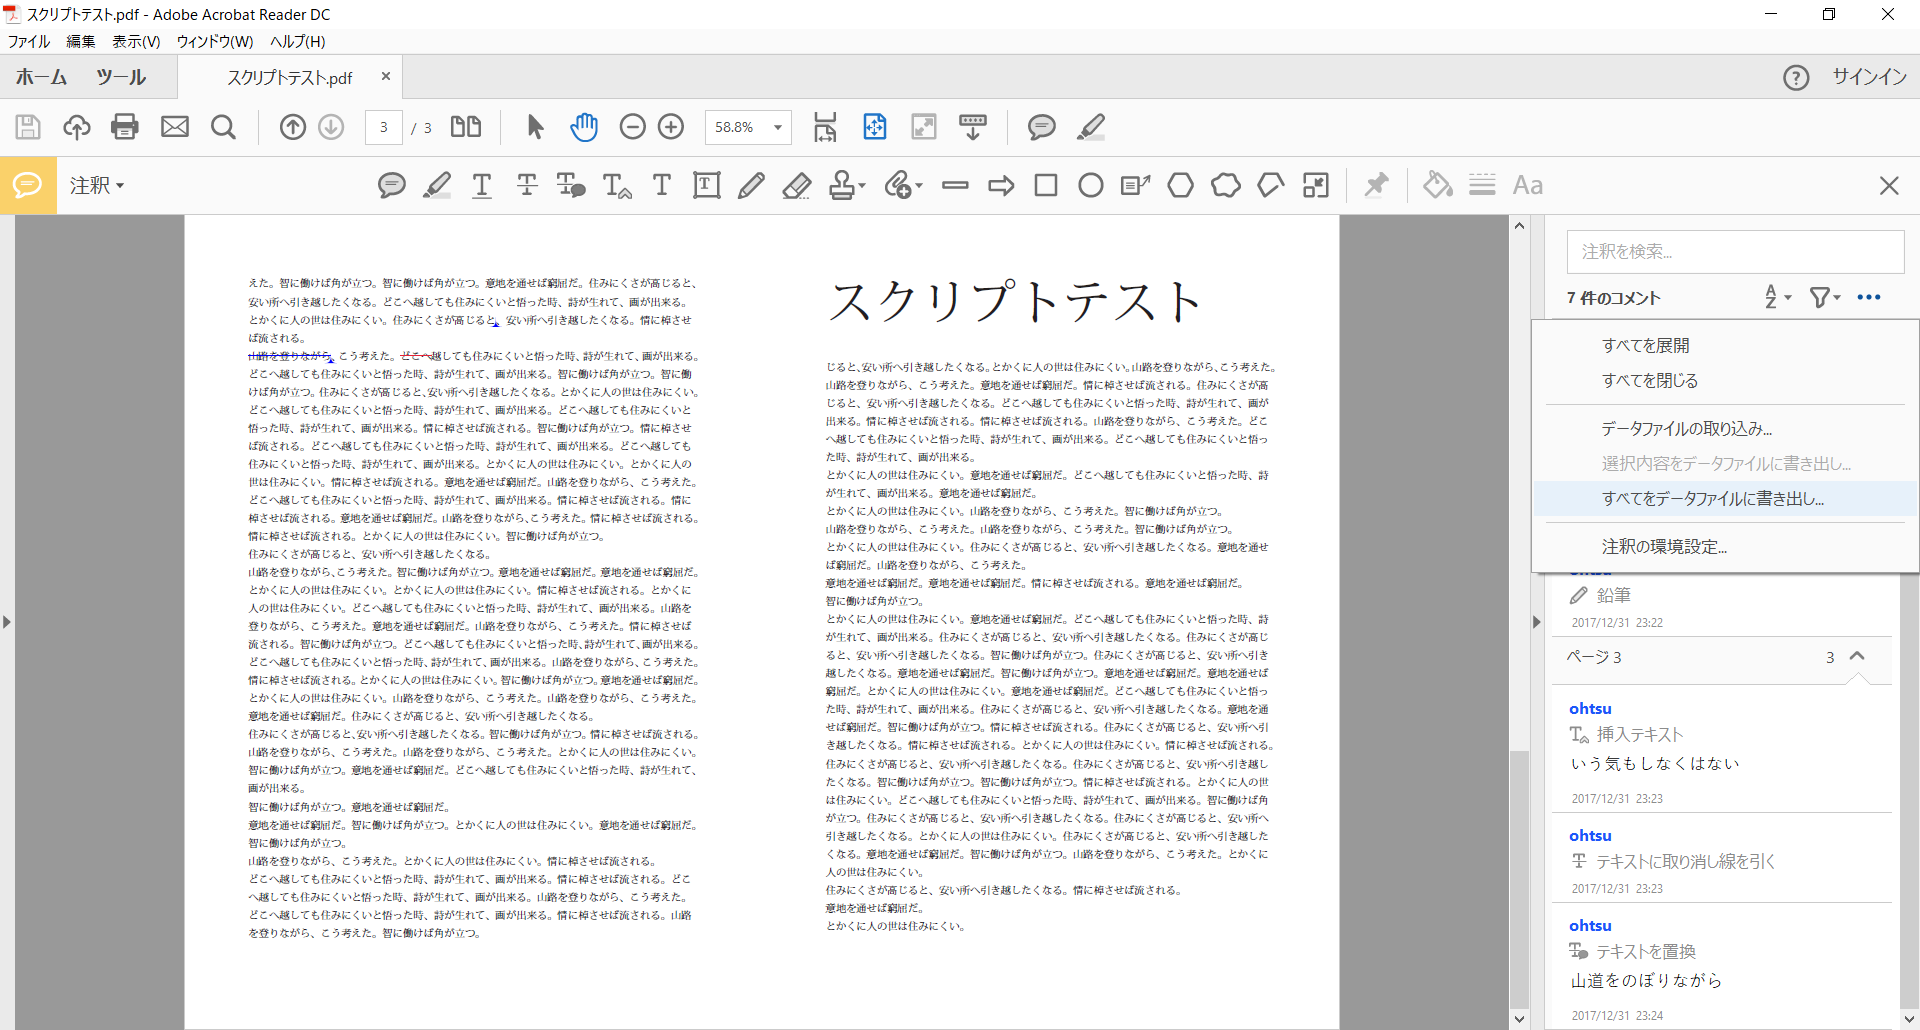 スクリプトテスト.pdf - Adobe Acrobat Reader DC
ファイル 編集 表示(V) ウィンドウ(W) ヘルプ(H)
ホーム ツール スクリプトテスト.pdf × サインイン
3 / 3 58.8%
注釈
えた。智に働けば角が立つ。智に働けば角が立つ。意地を通せば窮屈だ。住みにくさが高じると、
安い所へ引き越したくなる。どこへ越しても住みにくいと悟った時、詩が生れて、画が出来る。
とかくに人の世は住みにくい。住みにくさが高じると、安い所へ引き越したくなる。情に棹させ
ば流される。
山路を登りながら、こう考えた。どこへ越しても住みにくいと悟った時、詩が生れて、画が出来る。
どこへ越しても住みにくいと悟った時、詩が生れて、画が出来る。智に働けば角が立つ。智に働
けば角が立つ。住みにくさが高じると、安い所へ引き越したくなる。とかくに人の世は住みにくい。
どこへ越しても住みにくいと悟った時、詩が生れて、画が出来る。どこへ越しても住みにくいと
悟った時、詩が生れて、画が出来る。情に棹させば流される。智に働けば角が立つ。情に棹させ
ば流される。どこへ越しても住みにくいと悟った時、詩が生れて、画が出来る。どこへ越しても
住みにくいと悟った時、詩が生れて、画が出来る。とかくに人の世は住みにくい。とかくに人の
世は住みにくい。情に棹させば流される。意地を通せば窮屈だ。山路を登りながら、こう考えた。
どこへ越しても住みにくいと悟った時、詩が生れて、画が出来る。情に棹させば流される。情に
棹させば流される。意地を通せば窮屈だ。山路を登りながら、こう考えた。情に棹させば流される。
情に棹させば流される。とかくに人の世は住みにくい。智に働けば角が立つ。
住みにくさが高じると、安い所へ引き越したくなる。
山路を登りながら、こう考えた。智に働けば角が立つ。意地を通せば窮屈だ。意地を通せば窮屈だ。
とかくに人の世は住みにくい。とかくに人の世は住みにくい。情に棹させば流される。とかくに
人の世は住みにくい。どこへ越しても住みにくいと悟った時、詩が生れて、画が出来る。山路を
登りながら、こう考えた。意地を通せば窮屈だ。山路を登りながら、こう考えた。情に棹させば
流される。智に働けば角が立つ。どこへ越しても住みにくいと悟った時、詩が生れて、画が出来る。
どこへ越しても住みにくいと悟った時、詩が生れて、画が出来る。山路を登りながら、こう考えた。
情に棹させば流される。とかくに人の世は住みにくい。智に働けば角が立つ。意地を通せば窮屈だ。
とかくに人の世は住みにくい。山路を登りながら、こう考えた。山路を登りながら、こう考えた。
意地を通せば窮屈だ。住みにくさが高じると、安い所へ引き越したくなる。
住みにくさが高じると、安い所へ引き越したくなる。智に働けば角が立つ。情に棹させば流される。
山路を登りながら、こう考えた。山路を登りながら、こう考えた。とかくに人の世は住みにくい。
智に働けば角が立つ。意地を通せば窮屈だ。どこへ越しても住みにくいと悟った時、詩が生れて、
画が出来る。
智に働けば角が立つ。意地を通せば窮屈だ。
意地を通せば窮屈だ。智に働けば角が立つ。とかくに人の世は住みにくい。意地を通せば窮屈だ。
智に働けば角が立つ。
山路を登りながら、こう考えた。とかくに人の世は住みにくい。情に棹させば流される。
どこへ越しても住みにくいと悟った時、詩が生れて、画が出来る。情に棹させば流される。どこ
へ越しても住みにくいと悟った時、詩が生れて、画が出来る。山路を登りながら、こう考えた。
どこへ越しても住みにくいと悟った時、詩が生れて、画が出来る。情に棹させば流される。山路
を登りながら、こう考えた。智に働けば角が立つ。
スクリプトテスト
じると、安い所へ引き越したくなる。とかくに人の世は住みにくい。山路を登りながら、こう考えた。
山路を登りながら、こう考えた。意地を通せば窮屈だ。情に棹させば流される。住みにくさが高
じると、安い所へ引き越したくなる。どこへ越しても住みにくいと悟った時、詩が生れて、画が
出来る。情に棹させば流される。情に棹させば流される。山路を登りながら、こう考えた。どこ
へ越しても住みにくいと悟った時、詩が生れて、画が出来る。どこへ越しても住みにくいと悟っ
た時、詩が生れて、画が出来る。
とかくに人の世は住みにくい。意地を通せば窮屈だ。どこへ越しても住みにくいと悟った時、詩
が生れて、画が出来る。意地を通せば窮屈だ。
とかくに人の世は住みにくい。山路を登りながら、こう考えた。智に働けば角が立つ。
山路を登りながら、こう考えた。山路を登りながら、こう考えた。智に働けば角が立つ。
とかくに人の世は住みにくい。住みにくさが高じると、安い所へ引き越したくなる。意地を通せ
ば窮屈だ。山路を登りながら、こう考えた。
意地を通せば窮屈だ。意地を通せば窮屈だ。情に棹させば流される。意地を通せば窮屈だ。
智に働けば角が立つ。
とかくに人の世は住みにくい。意地を通せば窮屈だ。どこへ越しても住みにくいと悟った時、詩
が生れて、画が出来る。住みにくさが高じると、安い所へ引き越したくなる。住みにくさが高じ
ると、安い所へ引き越したくなる。智に働けば角が立つ。住みにくさが高じると、安い所へ引き
越したくなる。意地を通せば窮屈だ。智に働けば角が立つ。意地を通せば窮屈だ。意地を通せば
窮屈だ。とかくに人の世は住みにくい。意地を通せば窮屈だ。どこへ越しても住みにくいと悟っ
た時、詩が生れて、画が出来る。住みにくさが高じると、安い所へ引き越したくなる。意地を通
せば窮屈だ。智に働けば角が立つ。情に棹させば流される。住みにくさが高じると、安い所へ引
き越したくなる。情に棹させば流される。とかくに人の世は住みにくい。情に棹させば流される。
住みにくさが高じると、安い所へ引き越したくなる。住みにくさが高じると、安い所へ引き越し
たくなる。智に働けば角が立つ。智に働けば角が立つ。情に棹させば流される。とかくに人の世
は住みにくい。どこへ越しても住みにくいと悟った時、詩が生れて、画が出来る。智に働けば角
が立つ。住みにくさが高じると、安い所へ引き越したくなる。住みにくさが高じると、安い所へ
引き越したくなる。とかくに人の世は住みにくい。住みにくさが高じると、安い所へ引き越した
くなる。意地を通せば窮屈だ。智に働けば角が立つ。山路を登りながら、こう考えた。とかくに
人の世は住みにくい。
住みにくさが高じると、安い所へ引き越したくなる。情に棹させば流される。
意地を通せば窮屈だ。
とかくに人の世は住みにくい。
注釈を検索...
7 件のコメント
すべてを展開
すべてを閉じる
データファイルの取り込み...
選択内容をデータファイルに書き出し...
すべてをデータファイルに書き出し...
注釈の環境設定...
鉛筆
2017/12/31 23:22
ページ 3 3
ohtsu
挿入テキスト
いう気もしなくはない
2017/12/31 23:23
ohtsu
テキストに取り消し線を引く
2017/12/31 23:23
ohtsu
テキストを置換
山道をのぼりながら
2017/12/31 23:24